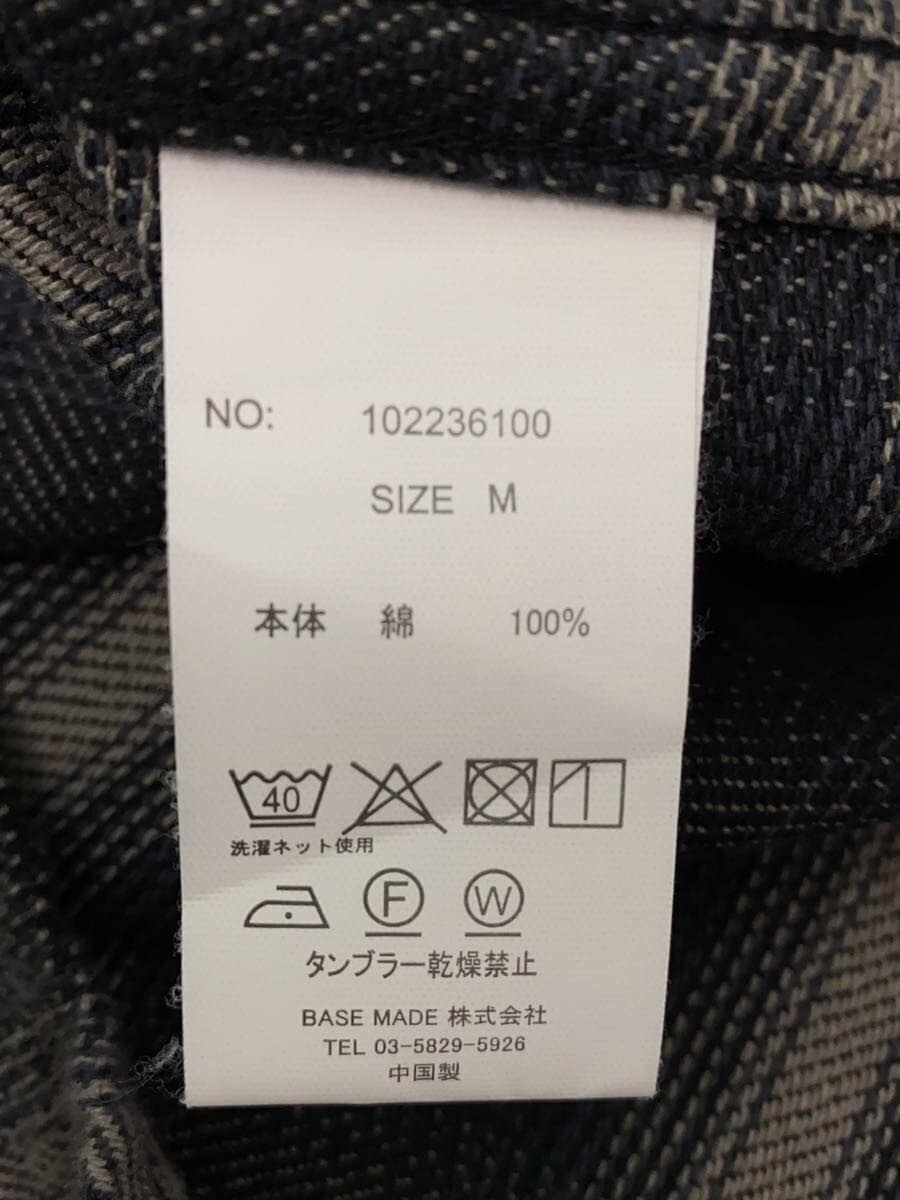 NO: 102236100
SIZE M
本体 綿 100%
40
洗濯ネット使用
F W
タンブラー乾燥禁止
BASE MADE 株式会社
TEL 03-5829-5926
中国製